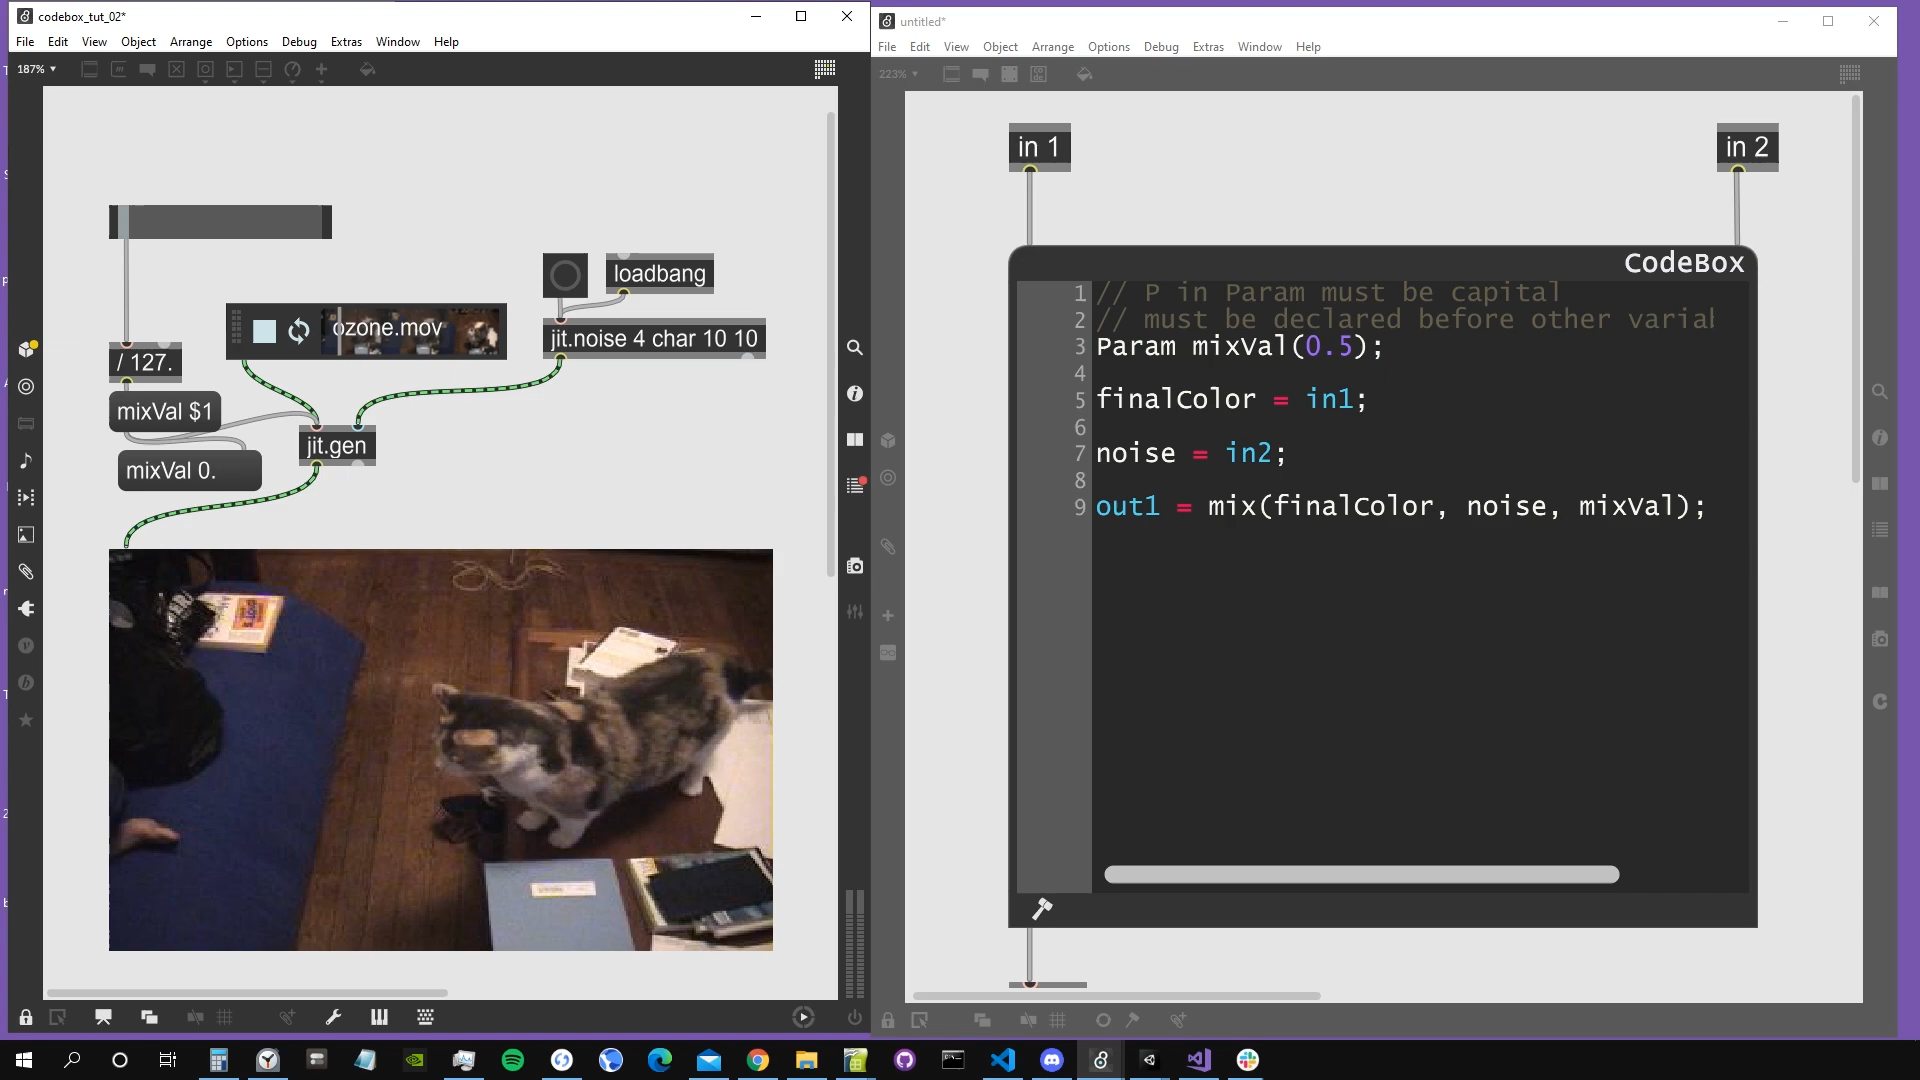 codebox_tut_02*
File Edit View Object Arrange Options Debug Extras Window Help
187%
loadbang
ozone.mov
jit.noise 4 char 10 10
/ 127.
mixVal $1
jit.gen
mixVal 0.
untitled*
File Edit View Object Arrange Options Debug Extras Window Help
223%
in 1
in 2
CodeBox
1 // P in Param must be capital
2 // must be declared before other variab
3 Param mixVal(0.5);
4
5 finalColor = in1;
6
7 noise = in2;
8
9 out1 = mix(finalColor, noise, mixVal);